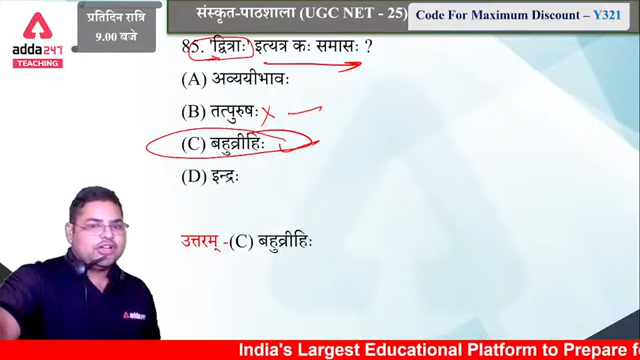 adda247
TEACHING
प्रतिदिन रात्रि
9.00 बजे
संस्कृत-पाठशाला (UGC NET - 25)
Code For Maximum Discount – Y321
85. 'द्वित्राः' इत्यत्र कः समासः ?
(A) अव्ययीभावः
(B) तत्पुरुषः
(C) बहुव्रीहिः
(D) इन्द्रः
उत्तरम् -(C) बहुव्रीहिः
adda247
India's Largest Educational Platform to Prepare fo